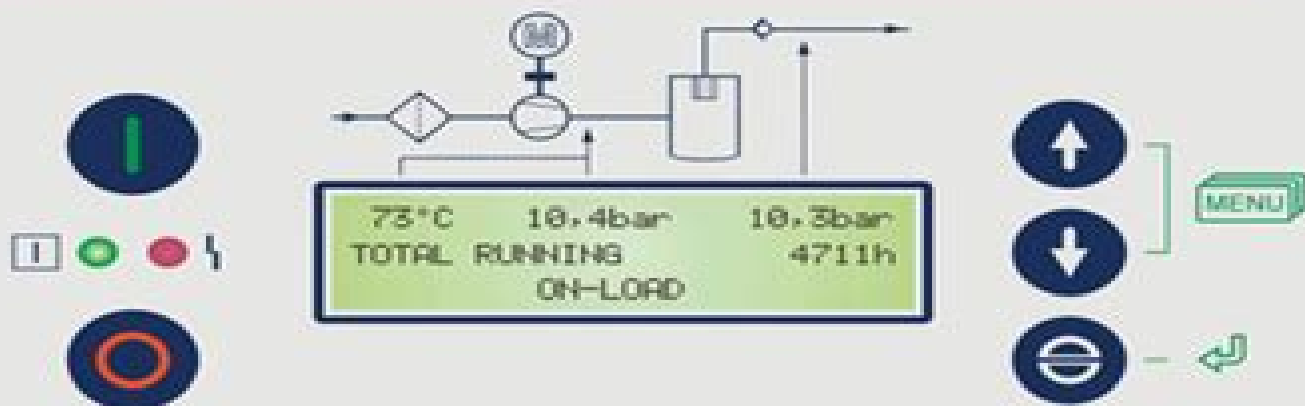 M
73°C 10.4bar 10.3bar
TOTAL RUNNING 4711h
ON-LOAD
MENU